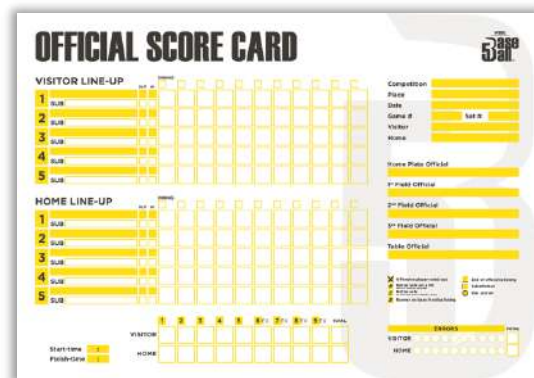 OFFICIAL SCORE CARD
5 Base
Ball
VISITOR LINE-UP
1
SUB:
2
SUB:
3
SUB:
4
SUB:
5
SUB:
HOME LINE-UP
1
SUB:
2
SUB:
3
SUB:
4
SUB:
5
SUB:
1 2 3 4 5
VISITOR
HOME
Start-time :
Finish-time :
Competition
Place
Date
Game # Set #
Visitor
Home
Home Plate Official
1st Field Official
2nd Field Official
3rd Field Official
Table Official
ERRORS
VISITOR
HOME